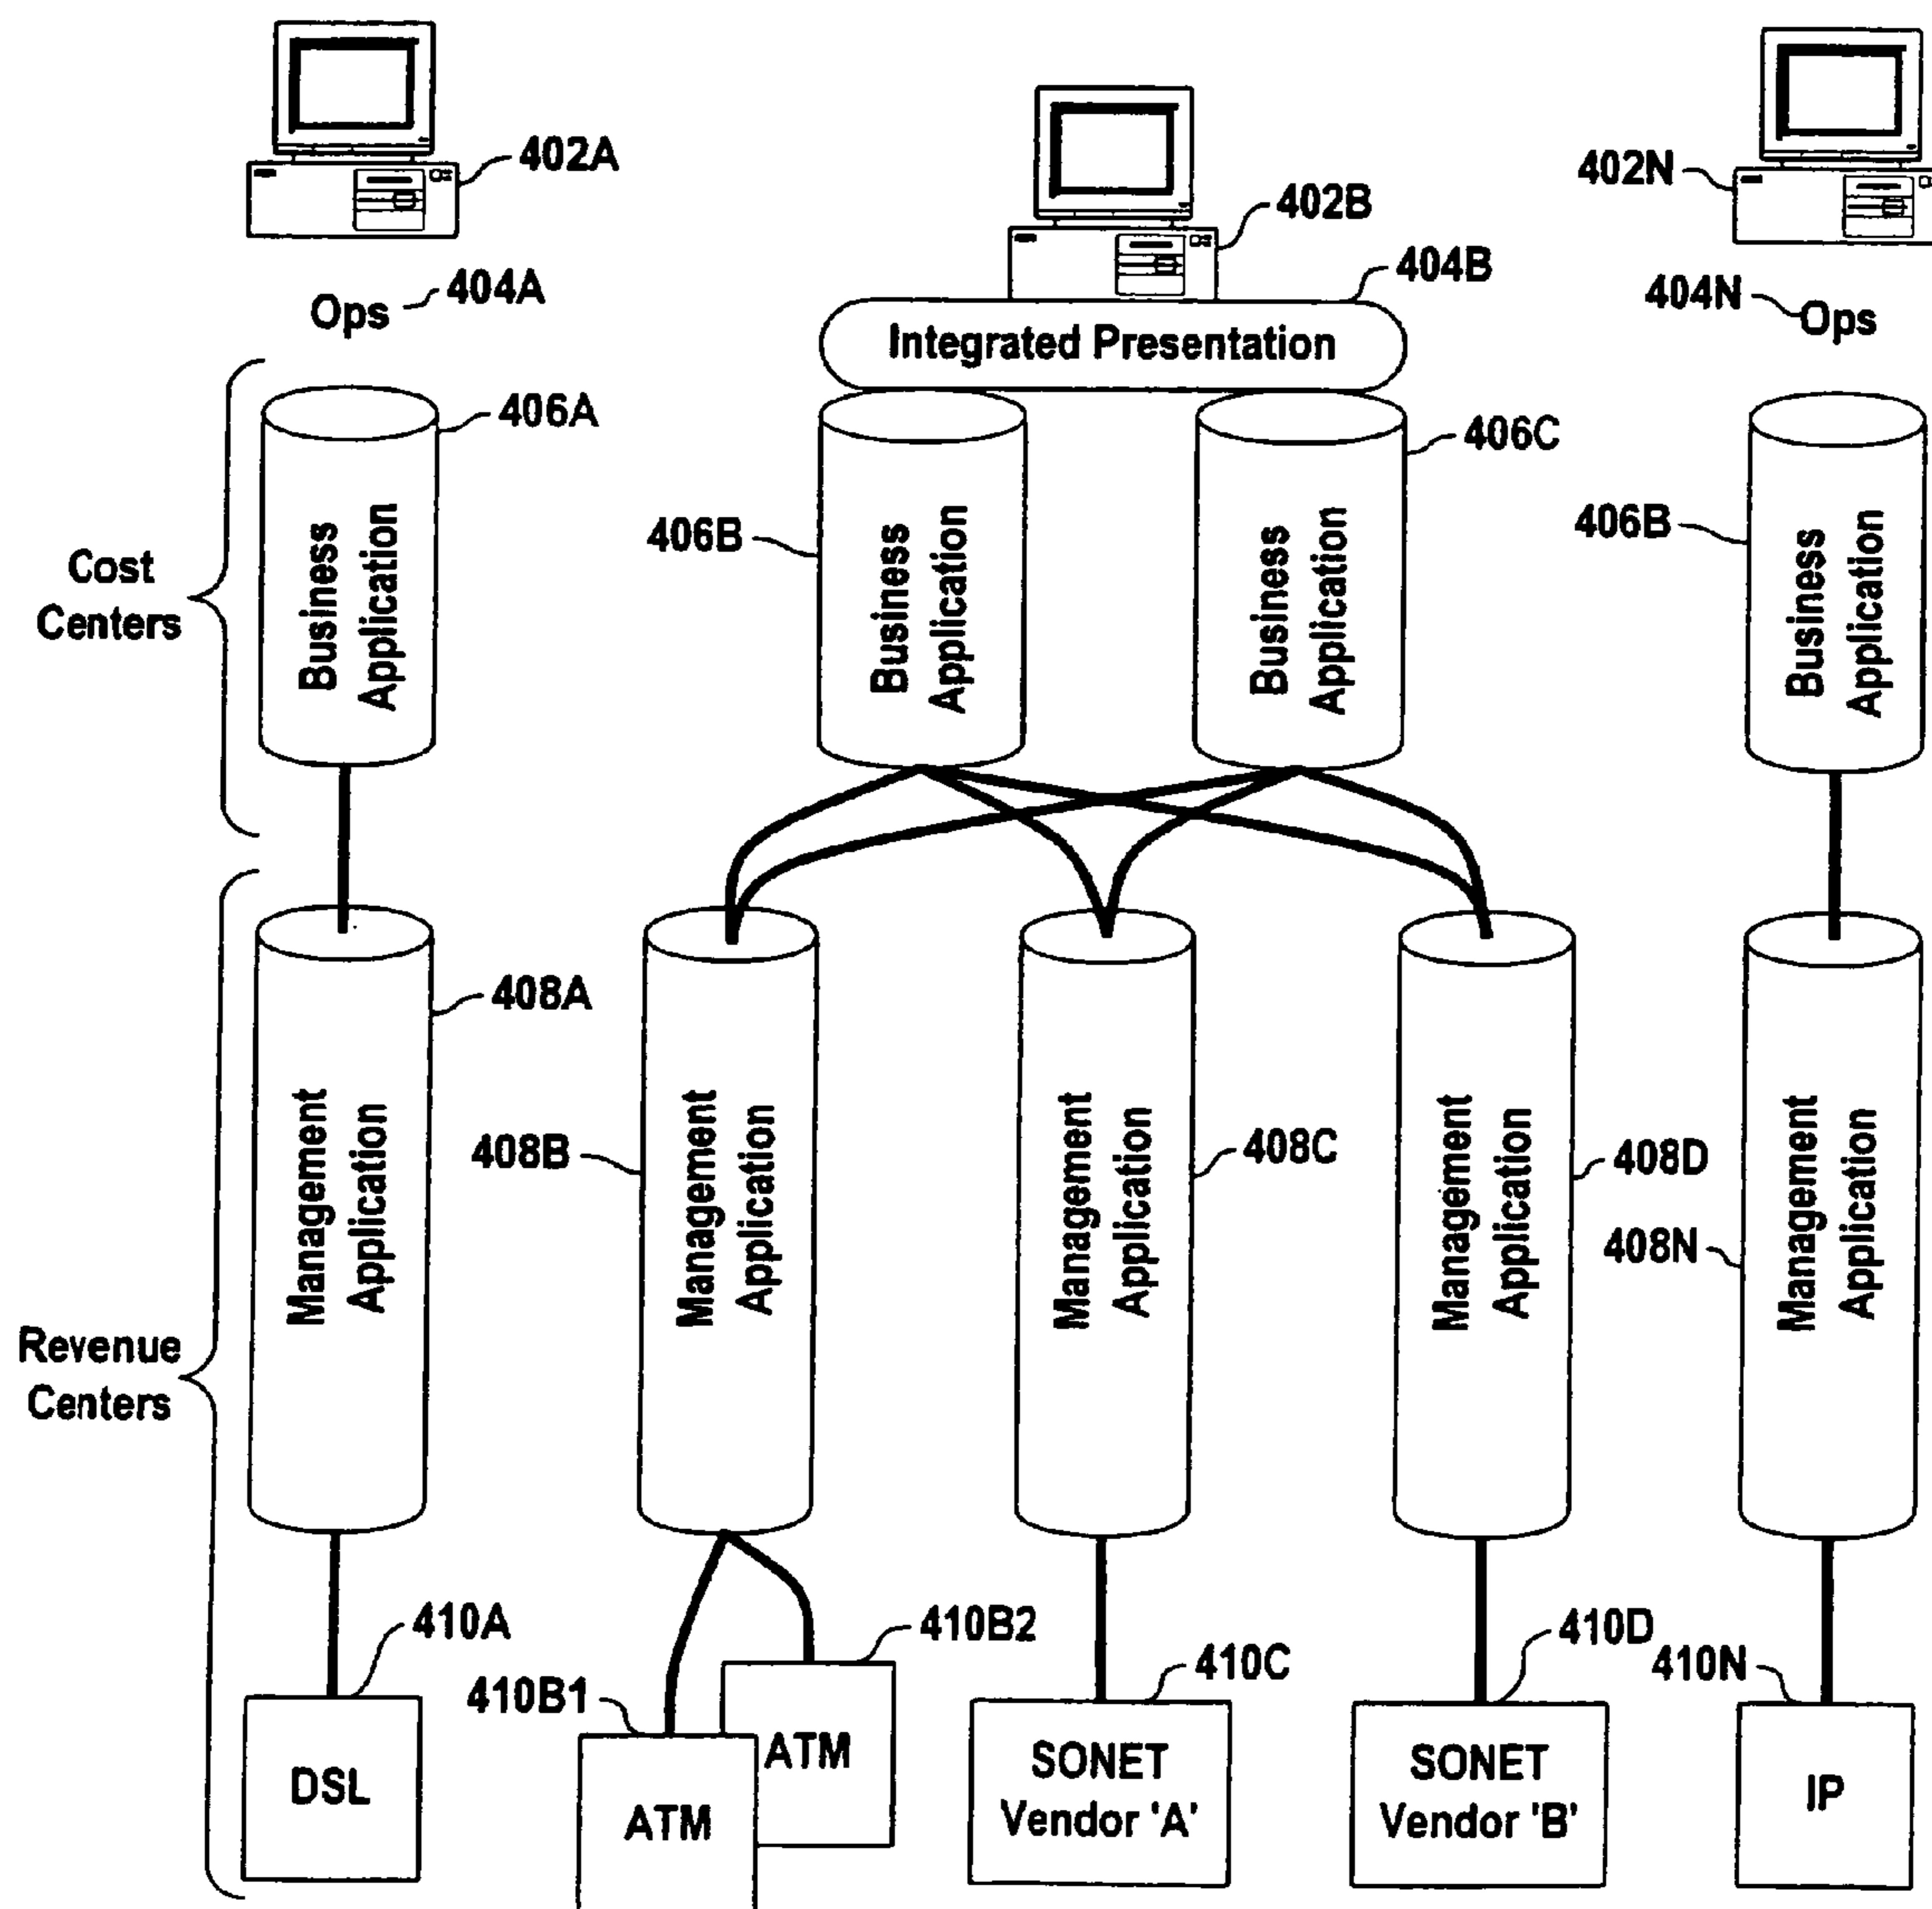 402A
402B
402N
404A
Ops
404B
404N
Ops
Integrated Presentation
406A
406C
406B
406B
Cost
Centers
Business
Application
Business
Application
Business
Application
Business
Application
408A
408B
408C
408D
408N
Management
Application
Management
Application
Management
Application
Management
Application
Management
Application
Revenue
Centers
410A
410B1
410B2
410C
410D
410N
DSL
ATM
ATM
SONET
Vendor 'A'
SONET
Vendor 'B'
IP